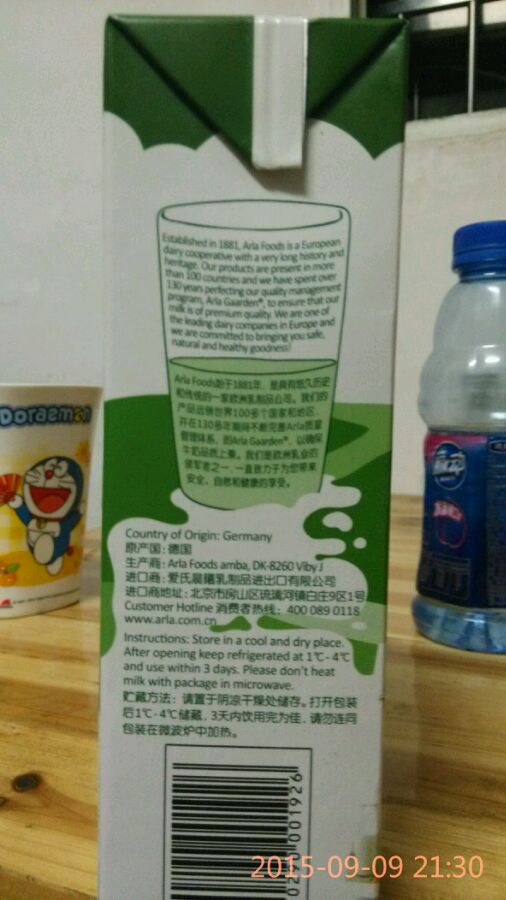 Established in 1881, Arla Foods is a European
dairy cooperative with a very long history and
heritage. Our products are present in more
than 100 countries and we have spent over
130 years perfecting our quality management
program, Arla Gaarden®, to ensure that our
milk is of premium quality. We are one of
the leading dairy companies in Europe and
we are committed to bringing you safe,
natural and healthy goodness!
Arla Foods始于1881年，是具有悠久历史
和传统的一家欧洲乳制品公司。我们的
产品远销世界100多个国家和地区，
并在130多年期间不断完善Arla质量
管理体系，即Arla Gaarden®，以确保
牛奶品质上乘。我们是欧洲乳业的
领军者之一，一直致力于为您带来
安全、自然和健康的享受。
Doraemon
Country of Origin: Germany
原产国：德国
生产商：Arla Foods amba, DK-8260 Viby J
进口商：爱氏晨曦乳制品进出口有限公司
进口商地址：北京市房山区琉璃河镇白庄9区1号
Customer Hotline 消费者热线：400 089 0118
www.arla.com.cn
Instructions: Store in a cool and dry place.
After opening keep refrigerated at 1℃-4℃
and use within 3 days. Please don't heat
milk with package in microwave.
贮藏方法：请置于阴凉干燥处储存。打开包装
后1℃-4℃储藏，3天内饮用完为佳，请勿连同
包装在微波炉中加热。
2015-09-09 21:30